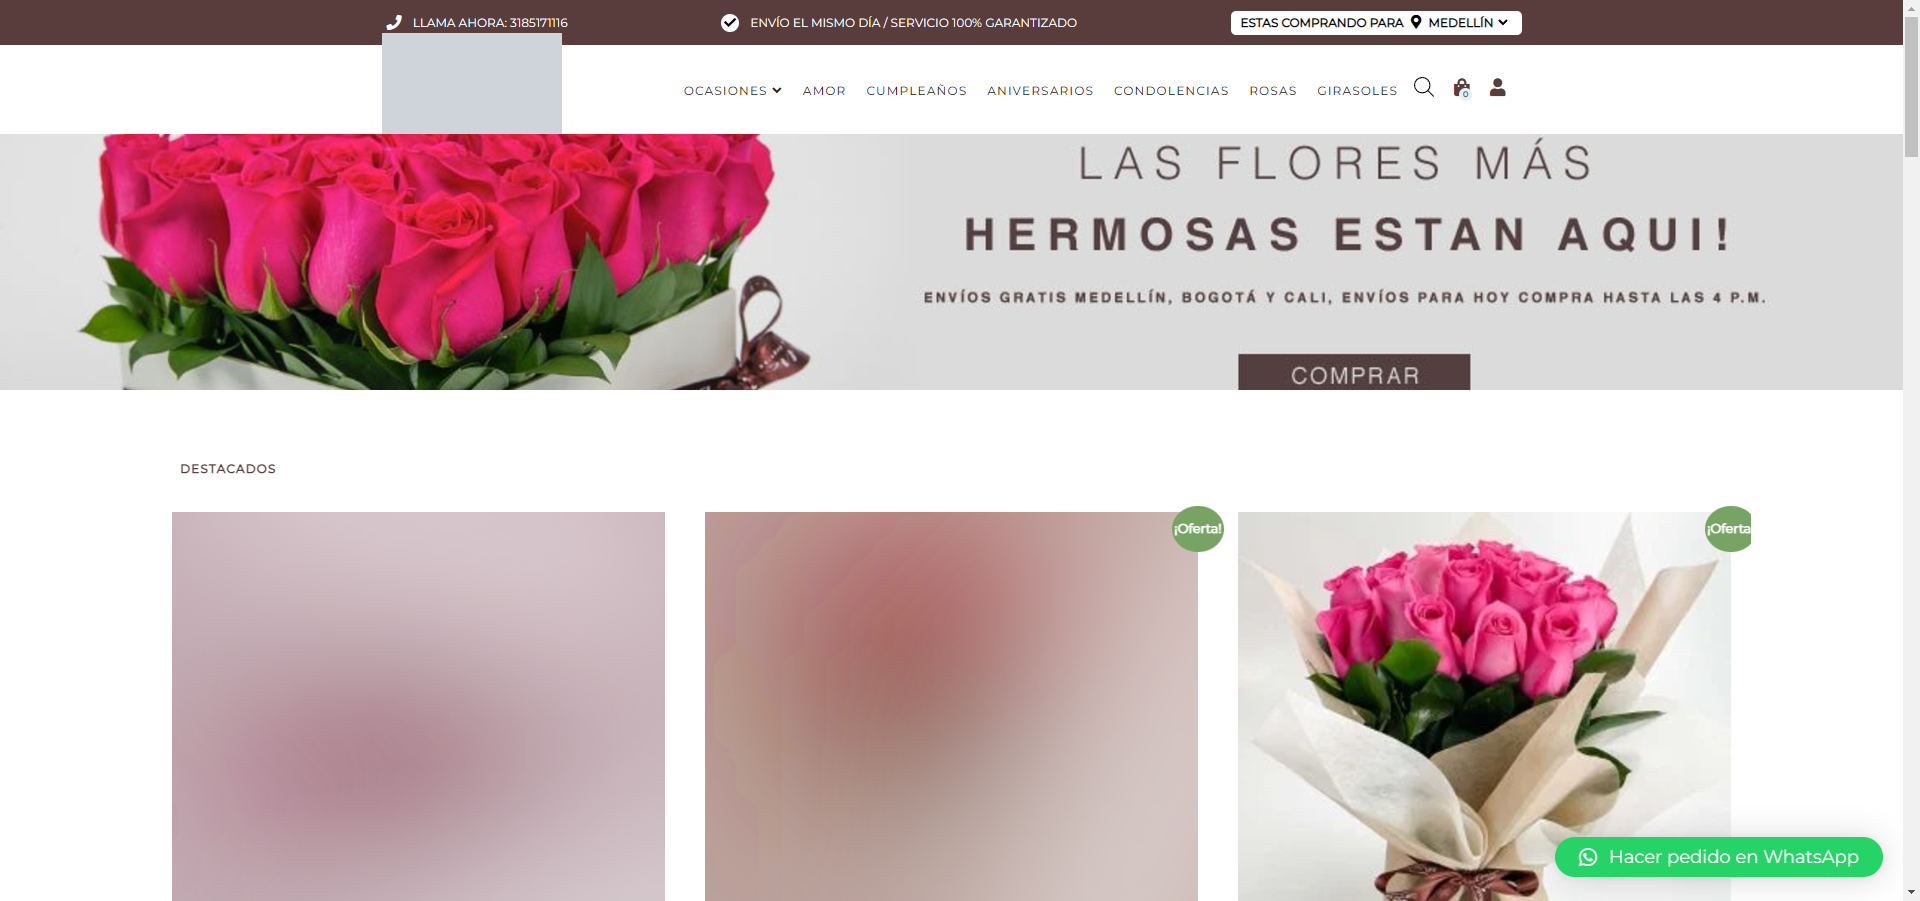 LLAMA AHORA: 3185171116
ENVÍO EL MISMO DÍA / SERVICIO 100% GARANTIZADO
ESTAS COMPRANDO PARA MEDELLÍN
OCASIONES AMOR CUMPLEAÑOS ANIVERSARIOS CONDOLENCIAS ROSAS GIRASOLES
0
LAS FLORES MÁS
HERMOSAS ESTAN AQUI!
ENVÍOS GRATIS MEDELLÍN, BOGOTÁ Y CALI, ENVÍOS PARA HOY COMPRA HASTA LAS 4 P.M.
COMPRAR
DESTACADOS
¡Oferta!
¡Oferta
Hacer pedido en WhatsApp